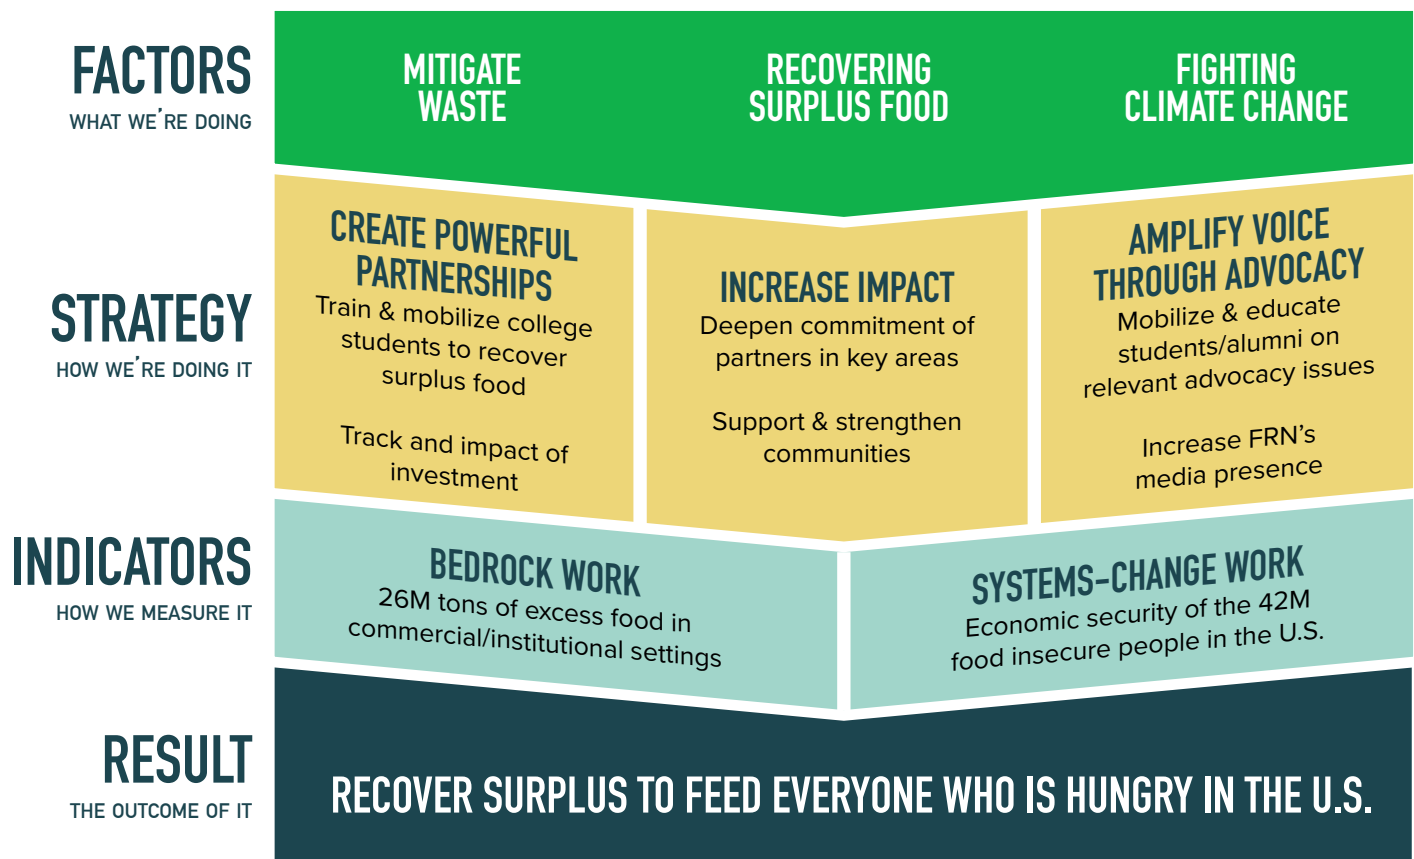 FACTORS
WHAT WE'RE DOING
MITIGATE
WASTE
RECOVERING
SURPLUS FOOD
FIGHTING
CLIMATE CHANGE
STRATEGY
HOW WE'RE DOING IT
CREATE POWERFUL
PARTNERSHIPS
Train & mobilize college
students to recover
surplus food
Track and impact of
investment
INCREASE IMPACT
Deepen commitment of
partners in key areas
Support & strengthen
communities
AMPLIFY VOICE
THROUGH ADVOCACY
Mobilize & educate
students/alumni on
relevant advocacy issues
Increase FRN's
media presence
INDICATORS
HOW WE MEASURE IT
BEDROCK WORK
26M tons of excess food in
commercial/institutional settings
SYSTEMS-CHANGE WORK
Economic security of the 42M
food insecure people in the U.S.
RESULT
THE OUTCOME OF IT
RECOVER SURPLUS TO FEED EVERYONE WHO IS HUNGRY IN THE U.S.